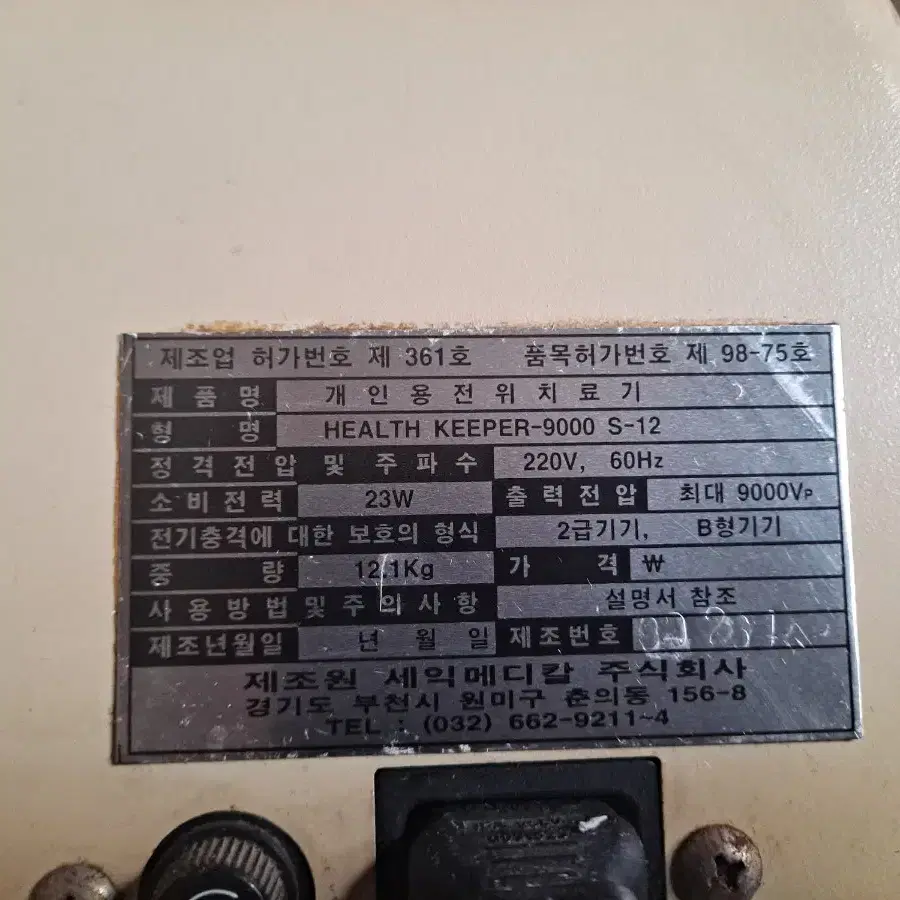 제조업 허가번호 제 361호 품목허가번호 제 98-75호
제품명 개인용전위치료기
형명 HEALTH KEEPER-9000 S-12
정격전압 및 주파수 220V, 60Hz
소비전력 23W 출력전압 최대 9000Vp
전기충격에 대한 보호의 형식 2급기기, B형기기
중량 12.1Kg 가격 ₩
사용방법및주의사항 설명서 참조
제조년월일 년 월 일 제조번호
제조원 세익메디칼 주식회사
경기도 부천시 원미구 춘의동 156-8
TEL : (032) 662-9211~4